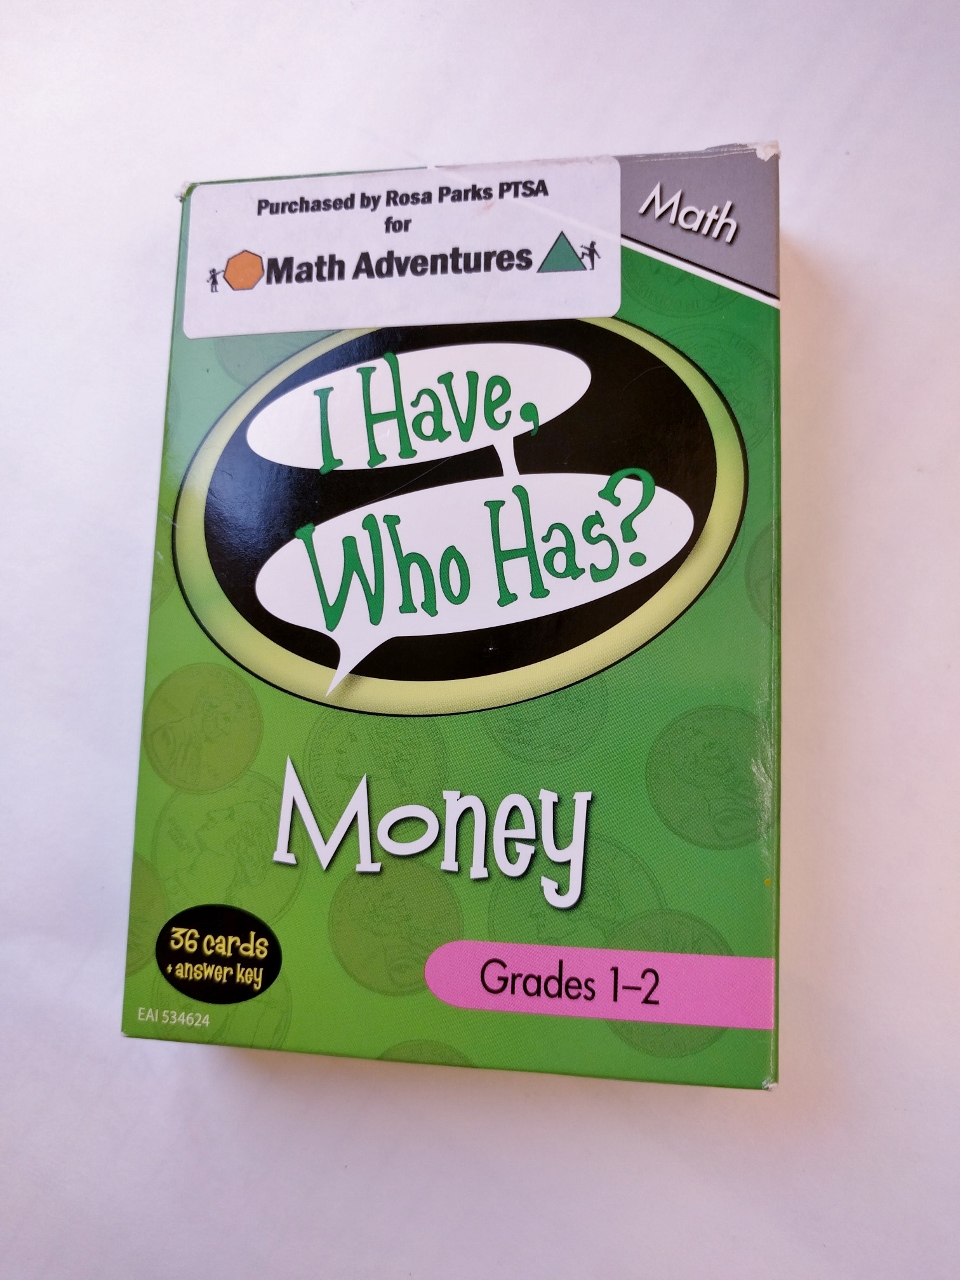 Purchased by Rosa Parks PTSA
for
Math Adventures
Math
I Have,
Who Has?
Money
36 cards
+ answer key
Grades 1–2
EAI 534624